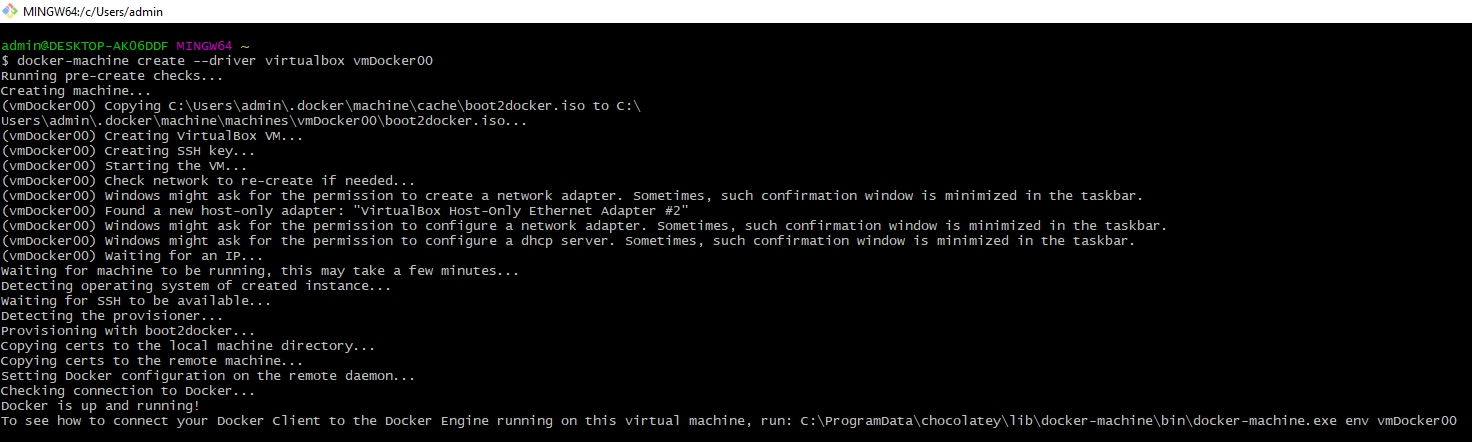 MINGW64:/c/Users/admin
admin@DESKTOP-AK06DDF MINGW64 ~
$ docker-machine create --driver virtualbox vmDocker00
Running pre-create checks...
Creating machine...
(vmDocker00) Copying C:\Users\admin\.docker\machine\cache\boot2docker.iso to C:\
Users\admin\.docker\machine\machines\vmDocker00\boot2docker.iso...
(vmDocker00) Creating VirtualBox VM...
(vmDocker00) Creating SSH key...
(vmDocker00) Starting the VM...
(vmDocker00) Check network to re-create if needed...
(vmDocker00) Windows might ask for the permission to create a network adapter. Sometimes, such confirmation window is minimized in the taskbar.
(vmDocker00) Found a new host-only adapter: "VirtualBox Host-Only Ethernet Adapter #2"
(vmDocker00) Windows might ask for the permission to configure a network adapter. Sometimes, such confirmation window is minimized in the taskbar.
(vmDocker00) Windows might ask for the permission to configure a dhcp server. Sometimes, such confirmation window is minimized in the taskbar.
(vmDocker00) Waiting for an IP...
Waiting for machine to be running, this may take a few minutes...
Detecting operating system of created instance...
Waiting for SSH to be available...
Detecting the provisioner...
Provisioning with boot2docker...
Copying certs to the local machine directory...
Copying certs to the remote machine...
Setting Docker configuration on the remote daemon...
Checking connection to Docker...
Docker is up and running!
To see how to connect your Docker Client to the Docker Engine running on this virtual machine, run: C:\ProgramData\chocolatey\lib\docker-machine\bin\docker-machine.exe env vmDocker00